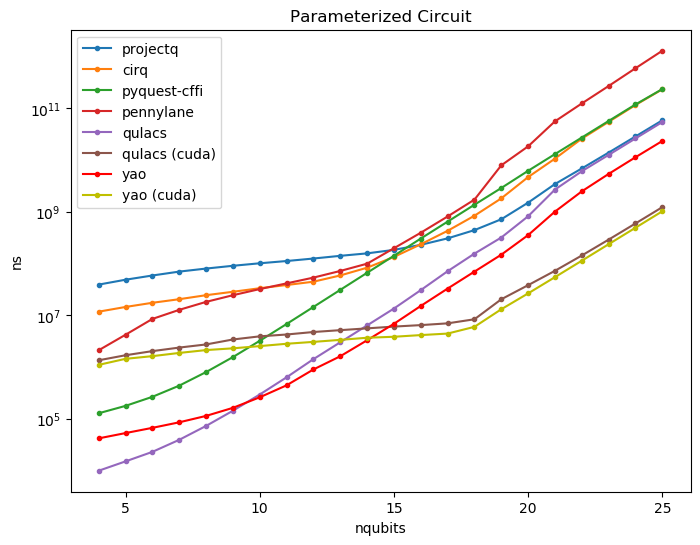 Parameterized Circuit
projectq
cirq
pyquest-cffi
pennylane
qulacs
qulacs (cuda)
yao
yao (cuda)
10^11
10^9
10^7
10^5
ns
5 10 15 20 25
nqubits